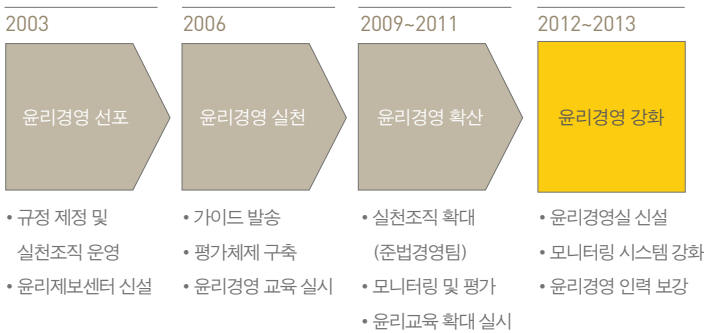 2003
윤리경영 선포
• 규정 제정 및
실천조직 운영
• 윤리제보센터 신설
2006
윤리경영 실천
• 가이드 발송
• 평가체제 구축
• 윤리경영 교육 실시
2009~2011
윤리경영 확산
• 실천조직 확대
(준법경영팀)
• 모니터링 및 평가
• 윤리교육 확대 실시
2012~2013
윤리경영 강화
• 윤리경영실 신설
• 모니터링 시스템 강화
• 윤리경영 인력 보강